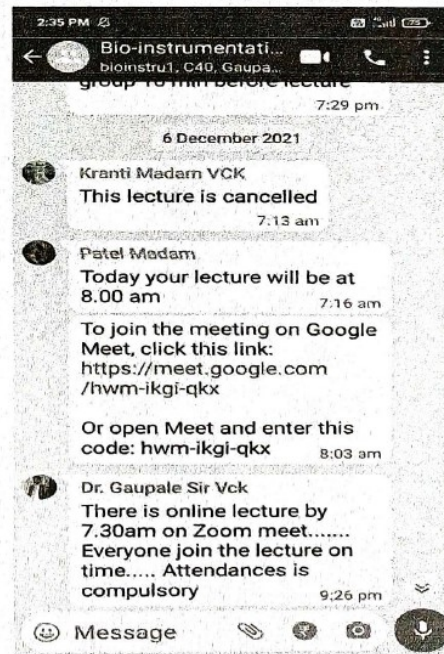 2:35 PM
Bio-instrumentati...
bioinstru1, C40, Gaupa...
group 10 min before lecture
7:29 pm
6 December 2021
Kranti Madam VCK
This lecture is cancelled
7:13 am
Patel Madam
Today your lecture will be at
8.00 am
7:16 am
To join the meeting on Google
Meet, click this link:
https://meet.google.com
/hwm-ikgi-qkx
Or open Meet and enter this
code: hwm-ikgi-qkx
8:03 am
Dr. Gaupale Sir Vck
There is online lecture by
7.30am on Zoom meet.......
Everyone join the lecture on
time..... Attendances is
compulsory
9:26 pm
Message